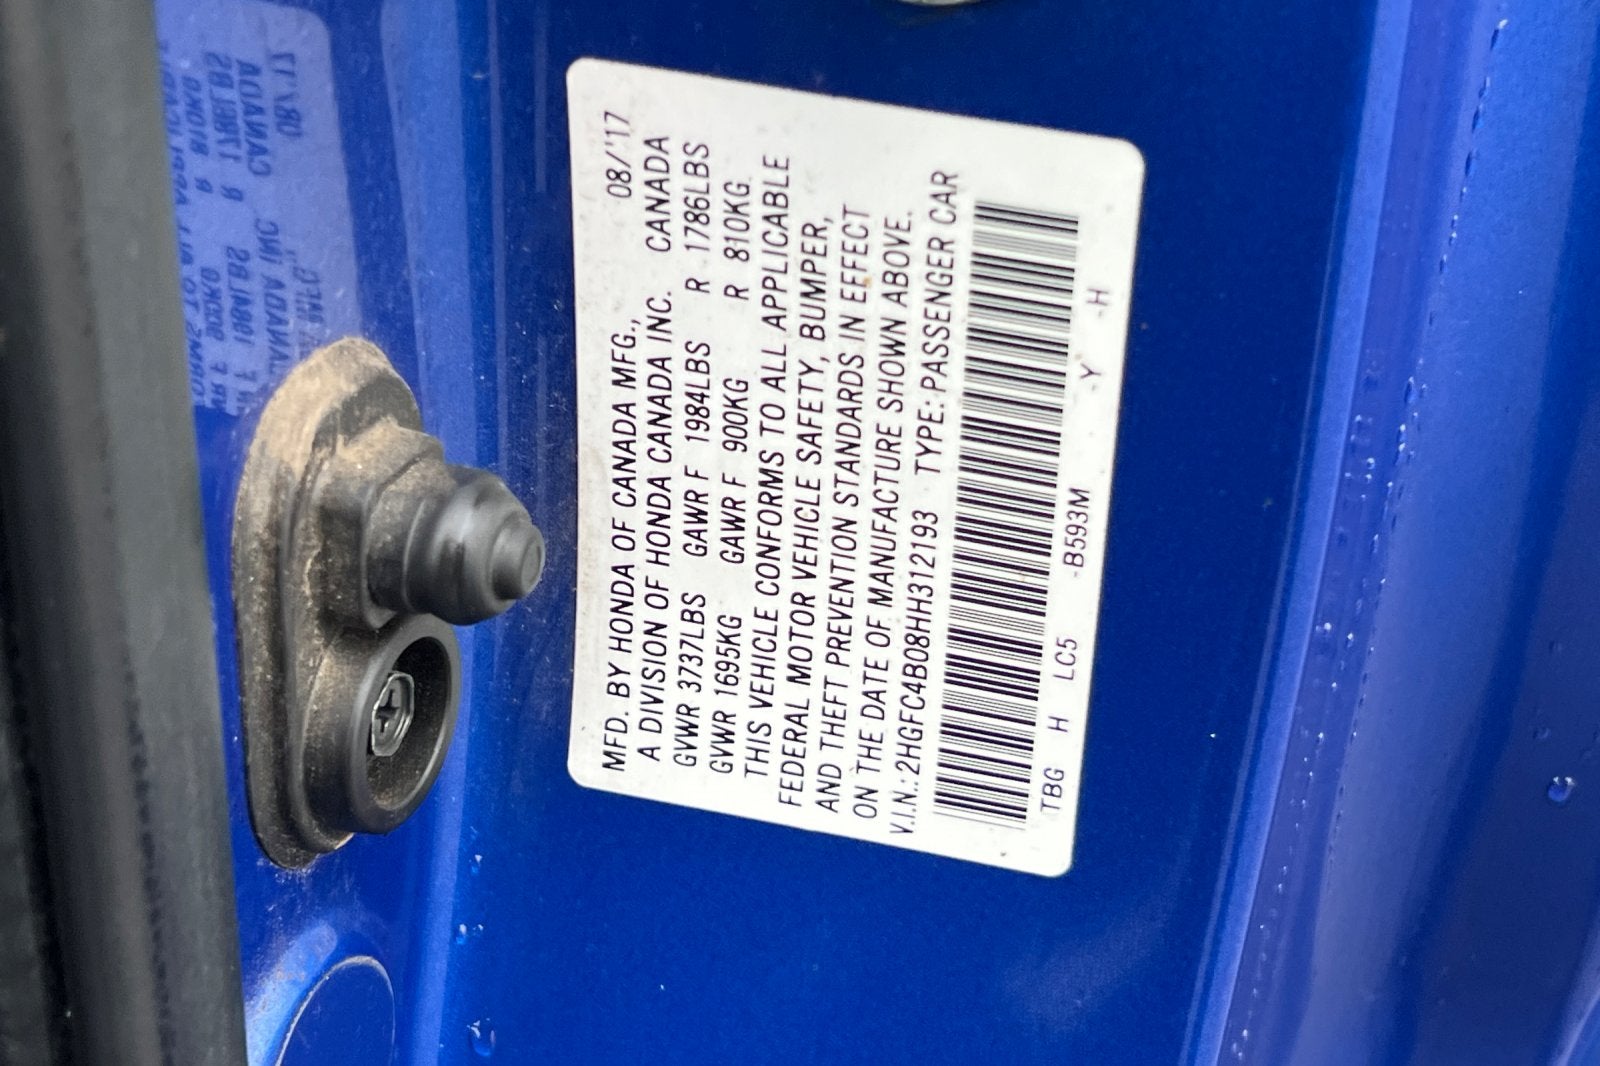 MFD. BY HONDA OF CANADA MFG., 08/'17
A DIVISION OF HONDA CANADA INC. CANADA
GVWR 3737LBS GAWR F 1984LBS R 1786LBS
GVWR 1695KG GAWR F 900KG R 810KG
THIS VEHICLE CONFORMS TO ALL APPLICABLE
FEDERAL MOTOR VEHICLE SAFETY, BUMPER,
AND THEFT PREVENTION STANDARDS IN EFFECT
ON THE DATE OF MANUFACTURE SHOWN ABOVE.
V.I.N.: 2HGFC4B08HH312193 TYPE: PASSENGER CAR
TBG H LC5 -B593M -Y -H